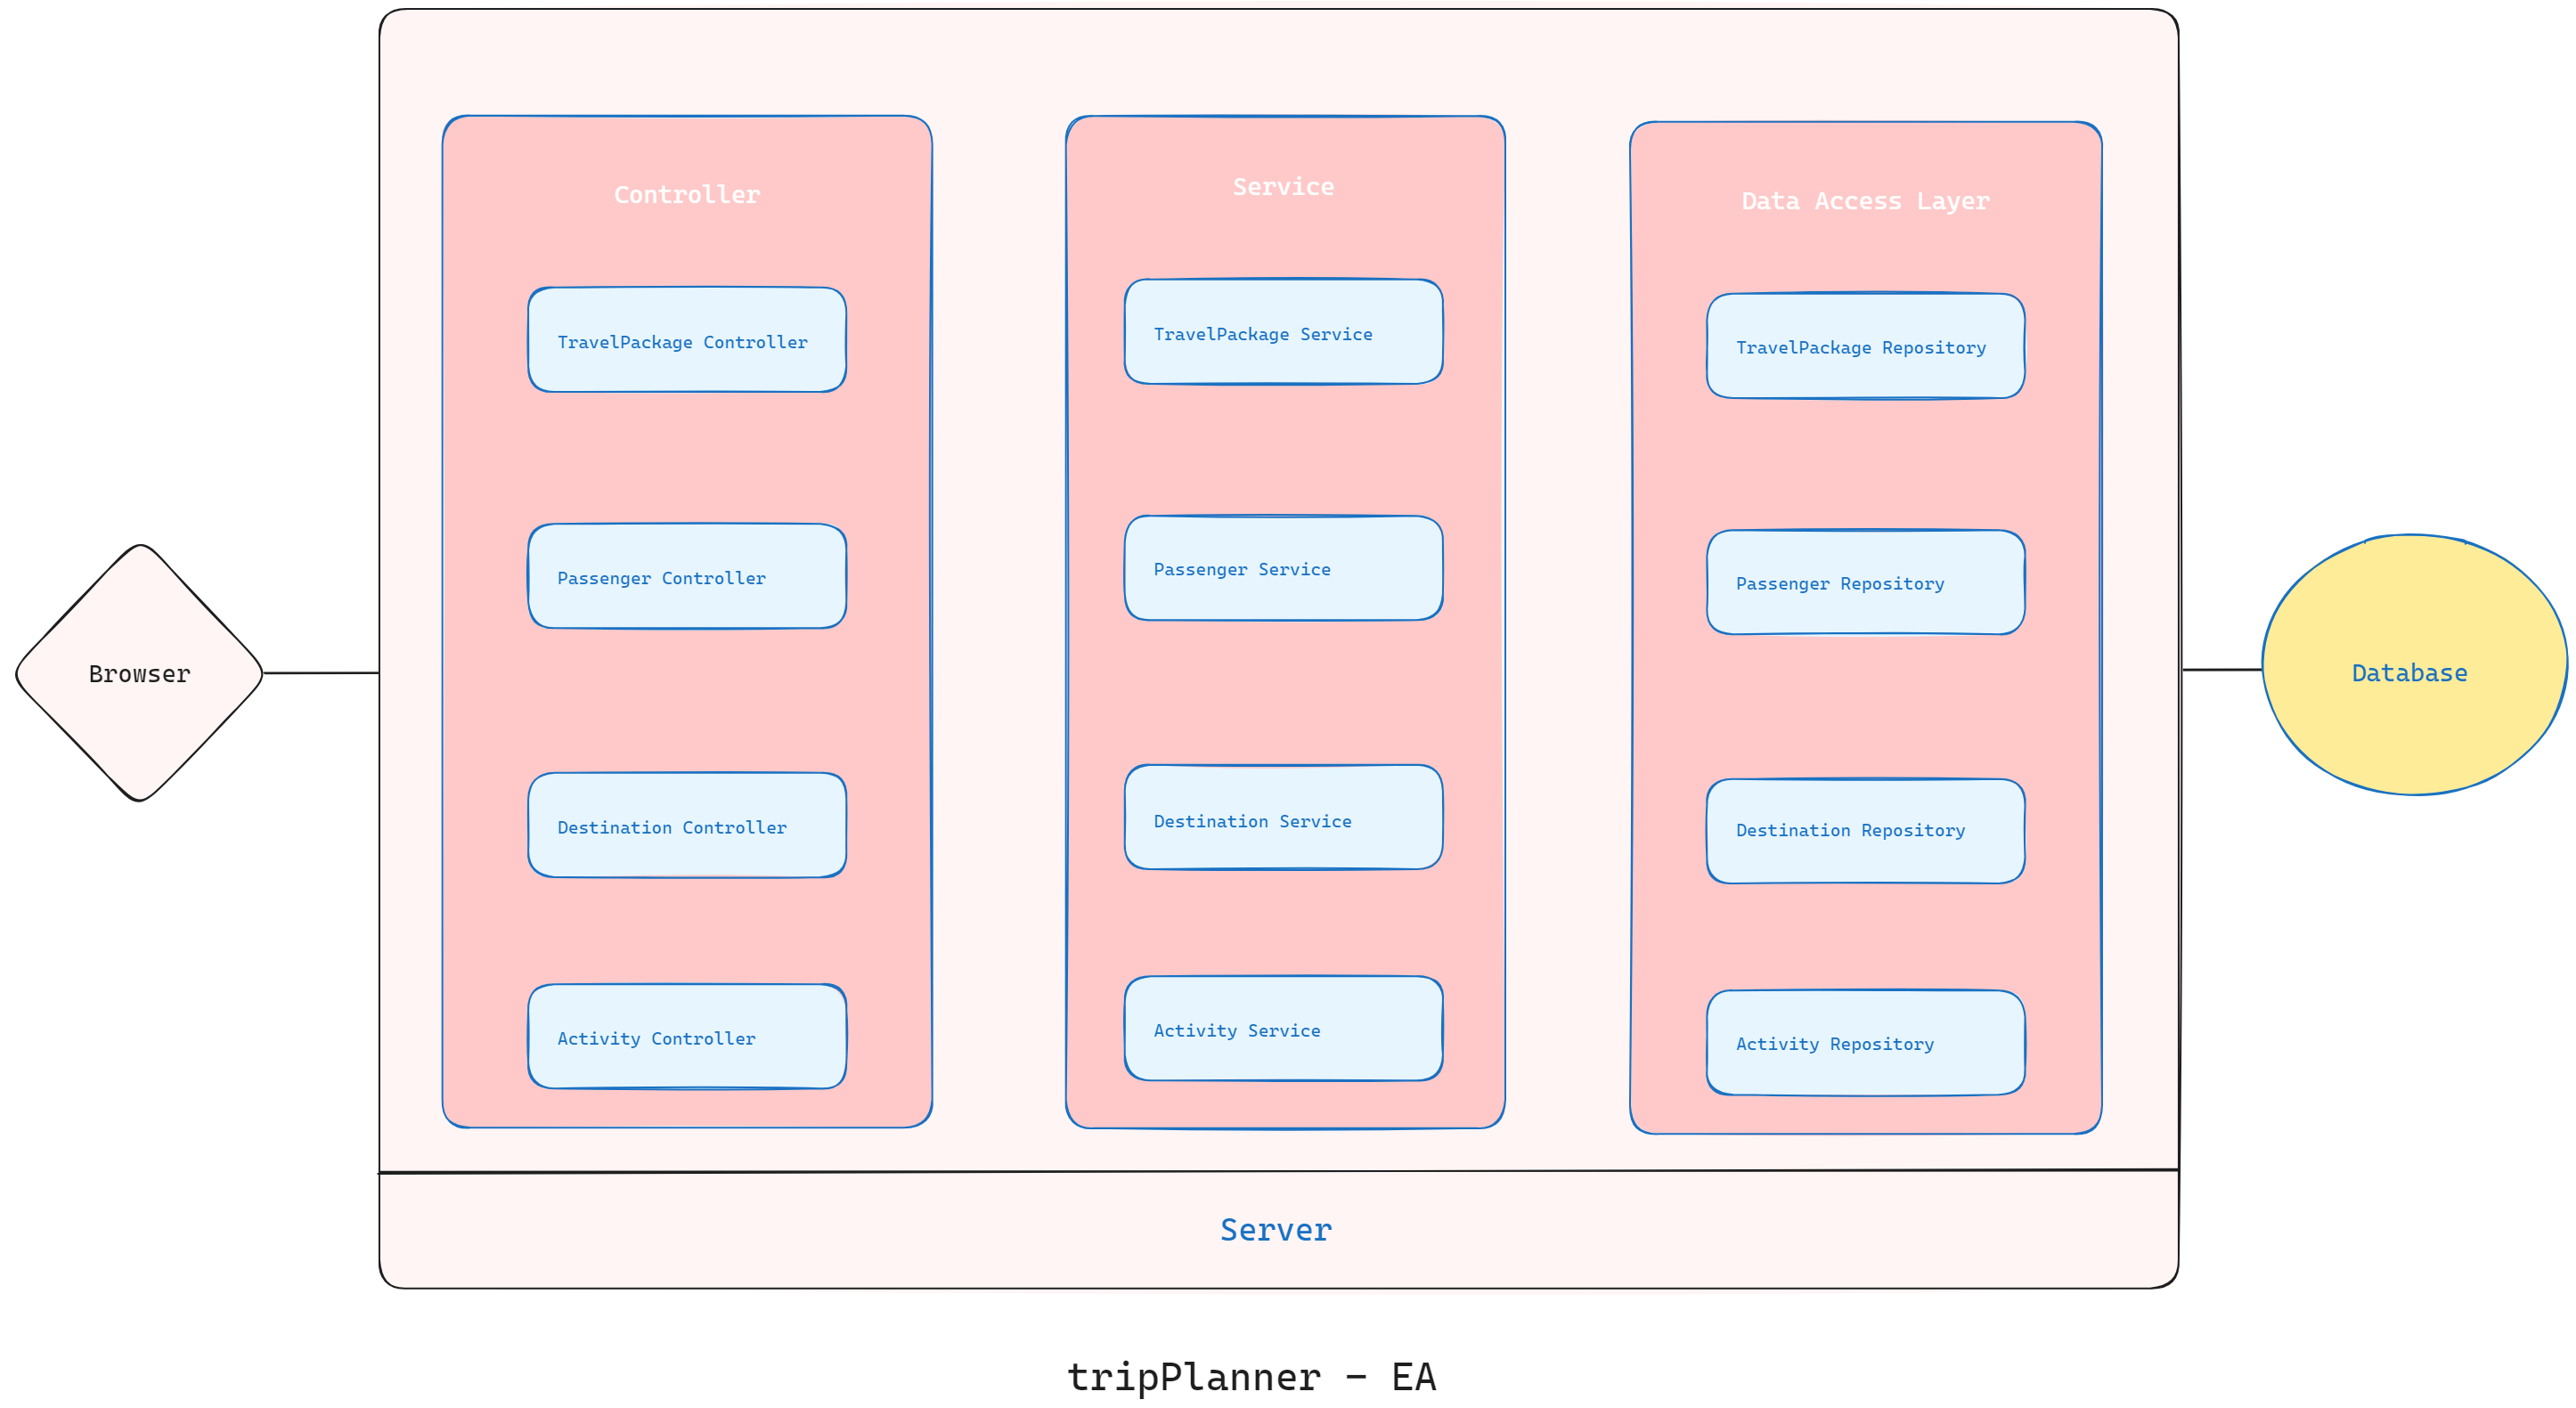 Controller
TravelPackage Controller
Passenger Controller
Destination Controller
Activity Controller
Service
TravelPackage Service
Passenger Service
Destination Service
Activity Service
Data Access Layer
TravelPackage Repository
Passenger Repository
Destination Repository
Activity Repository
Browser
Database
Server
tripPlanner - EA